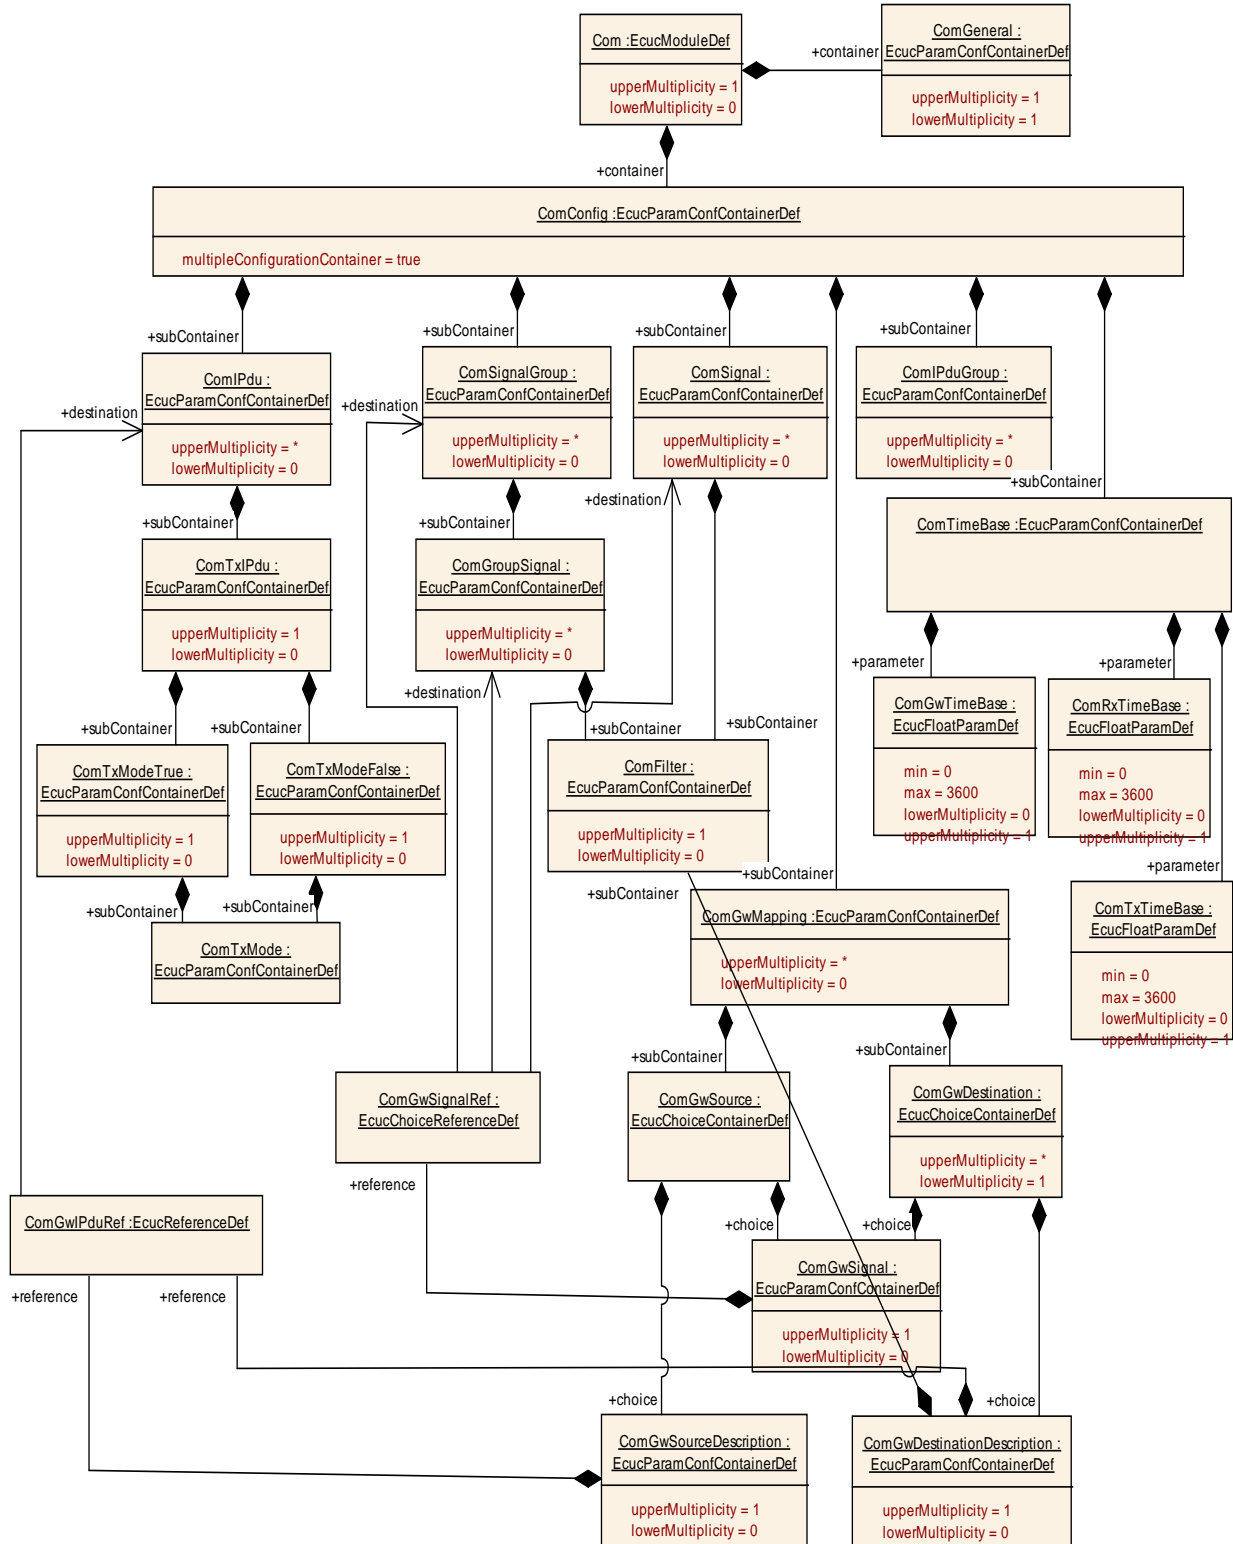 Com :EcucModuleDef
upperMultiplicity = 1
lowerMultiplicity = 0
+container
ComGeneral :
EcucParamConfContainerDef
upperMultiplicity = 1
lowerMultiplicity = 1
+container
ComConfig :EcucParamConfContainerDef
multipleConfigurationContainer = true
+subContainer
+subContainer
+subContainer
+subContainer
+subContainer
ComIPdu :
EcucParamConfContainerDef
upperMultiplicity = *
lowerMultiplicity = 0
+destination
ComSignalGroup :
EcucParamConfContainerDef
upperMultiplicity = *
lowerMultiplicity = 0
+destination
ComSignal :
EcucParamConfContainerDef
upperMultiplicity = *
lowerMultiplicity = 0
+destination
ComIPduGroup :
EcucParamConfContainerDef
upperMultiplicity = *
lowerMultiplicity = 0
ComTimeBase :EcucParamConfContainerDef
+subContainer
ComTxIPdu :
EcucParamConfContainerDef
upperMultiplicity = 1
lowerMultiplicity = 0
+subContainer
ComGroupSignal :
EcucParamConfContainerDef
upperMultiplicity = *
lowerMultiplicity = 0
+destination
+parameter
ComGwTimeBase :
EcucFloatParamDef
min = 0
max = 3600
lowerMultiplicity = 0
upperMultiplicity = 1
+parameter
ComRxTimeBase :
EcucFloatParamDef
min = 0
max = 3600
lowerMultiplicity = 0
upperMultiplicity = 1
+subContainer
ComTxModeTrue :
EcucParamConfContainerDef
upperMultiplicity = 1
lowerMultiplicity = 0
+subContainer
ComTxModeFalse :
EcucParamConfContainerDef
upperMultiplicity = 1
lowerMultiplicity = 0
+subContainer
+subContainer
ComFilter :
EcucParamConfContainerDef
upperMultiplicity = 1
lowerMultiplicity = 0
+subContainer
+subContainer
+parameter
ComTxTimeBase :
EcucFloatParamDef
min = 0
max = 3600
lowerMultiplicity = 0
upperMultiplicity = 1
+subContainer
+subContainer
ComTxMode :
EcucParamConfContainerDef
ComGwMapping :EcucParamConfContainerDef
upperMultiplicity = *
lowerMultiplicity = 0
+subContainer
+subContainer
ComGwSignalRef :
EcucChoiceReferenceDef
+reference
ComGwSource :
EcucChoiceContainerDef
ComGwDestination :
EcucChoiceContainerDef
upperMultiplicity = *
lowerMultiplicity = 1
ComGwIPduRef :EcucReferenceDef
+reference
+reference
+choice
+choice
ComGwSignal :
EcucParamConfContainerDef
upperMultiplicity = 1
lowerMultiplicity = 0
+choice
+choice
ComGwSourceDescription :
EcucParamConfContainerDef
upperMultiplicity = 1
lowerMultiplicity = 0
ComGwDestinationDescription :
EcucParamConfContainerDef
upperMultiplicity = 1
lowerMultiplicity = 0